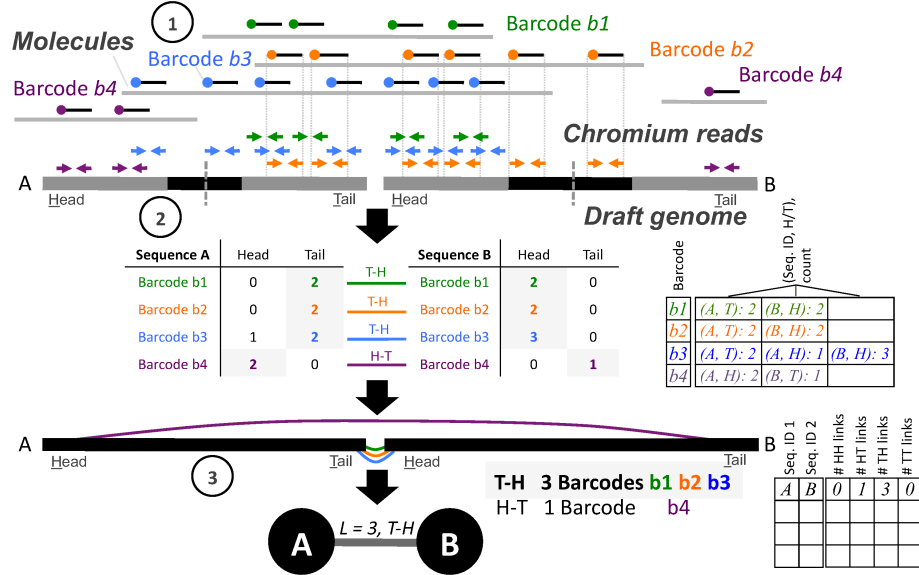 1
Barcode b1
Molecules
Barcode b3
Barcode b2
Barcode b4
Barcode b4
Chromium reads
A
B
Head
Tail
Head
Tail
2
Draft genome
Sequence A Head Tail Sequence B Head Tail
Barcode b1 0 2 T-H Barcode b1 2 0
Barcode b2 0 2 T-H Barcode b2 2 0
Barcode b3 1 2 T-H Barcode b3 3 0
Barcode b4 2 0 H-T Barcode b4 0 1
Barcode
(Seq. ID, H/T),
count
b1 (A, T): 2 (B, H): 2
b2 (A, T): 2 (B, H): 2
b3 (A, T): 2 (A, H): 1 (B, H): 3
b4 (A, H): 2 (B, T): 1
A
B
Head
Tail
Head
Tail
3
T-H 3 Barcodes b1 b2 b3
H-T 1 Barcode b4
Seq. ID 1
Seq. ID 2
# HH links
# HT links
# TH links
# TT links
A B 0 1 3 0
L = 3, T-H
A
B